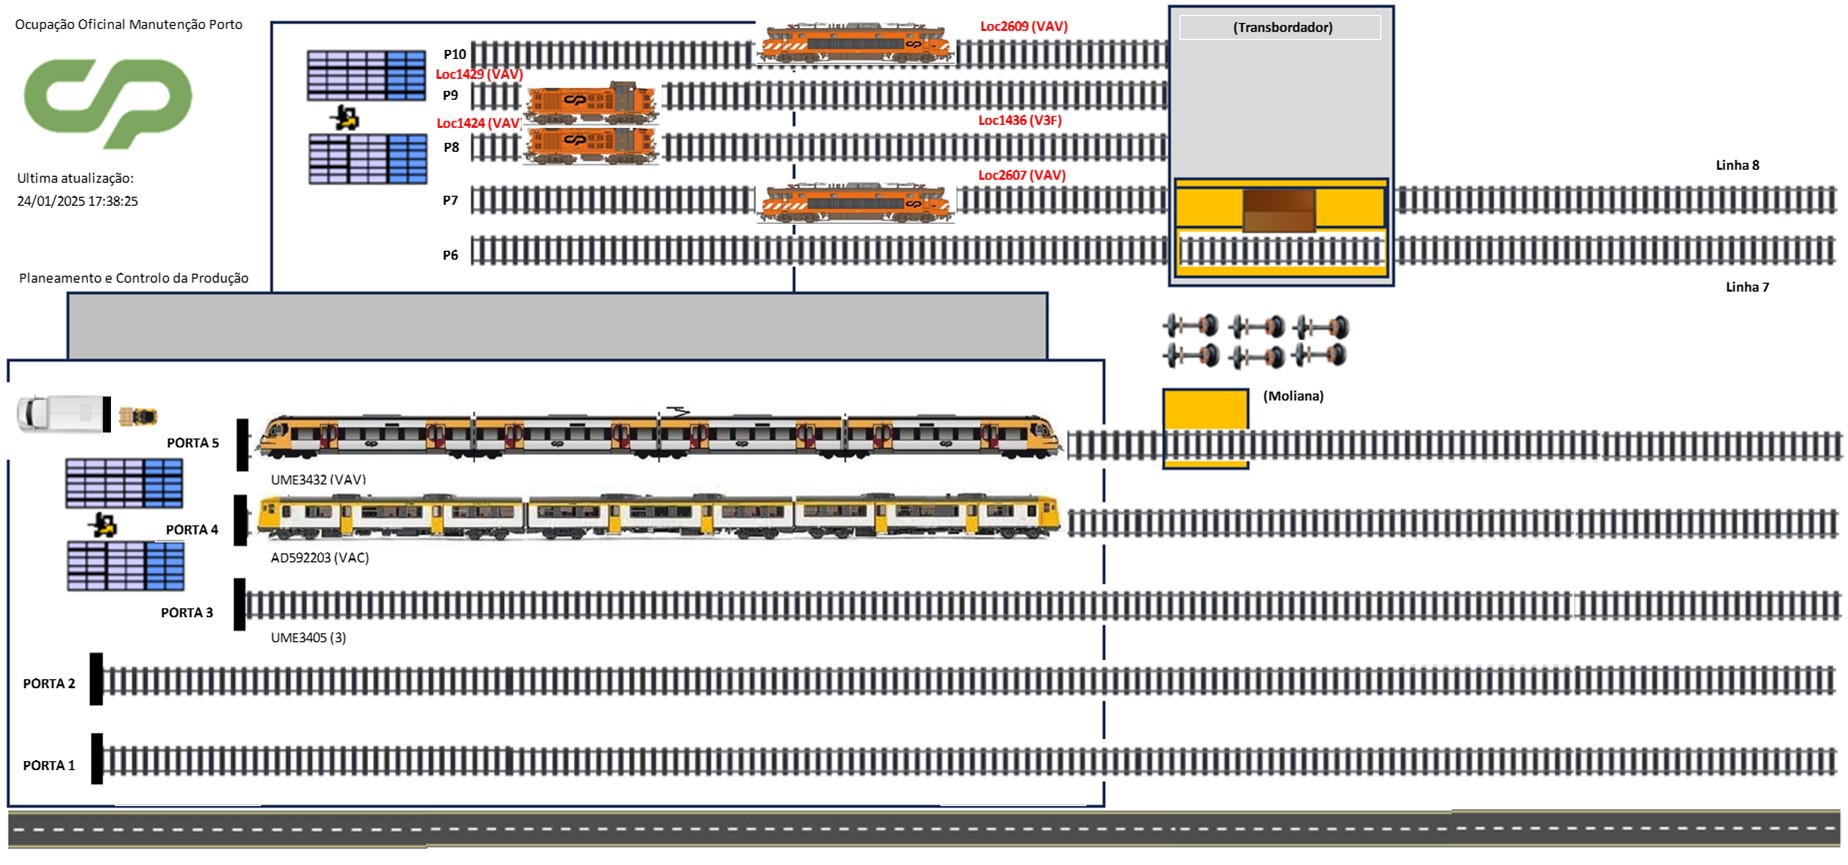 Ocupação Oficinal Manutenção Porto
Ultima atualização:
24/01/2025 17:38:25
Planeamento e Controlo da Produção
P10
Loc2609 (VAV)
Loc1429 (VAV)
P9
Loc1424 (VAV)
Loc1436 (V3F)
P8
Loc2607 (VAV)
P7
P6
(Transbordador)
Linha 8
Linha 7
(Moliana)
PORTA 5
UME3432 (VAV)
PORTA 4
AD592203 (VAC)
PORTA 3
UME3405 (3)
PORTA 2
PORTA 1